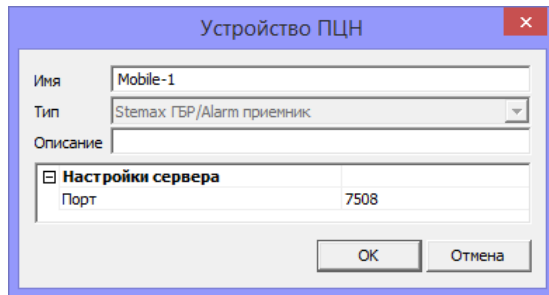 Устройство ПЦН
Имя Mobile-1
Тип Stemax ГБР/Alarm приемник
Описание
Настройки сервера
Порт 7508
OK Отмена